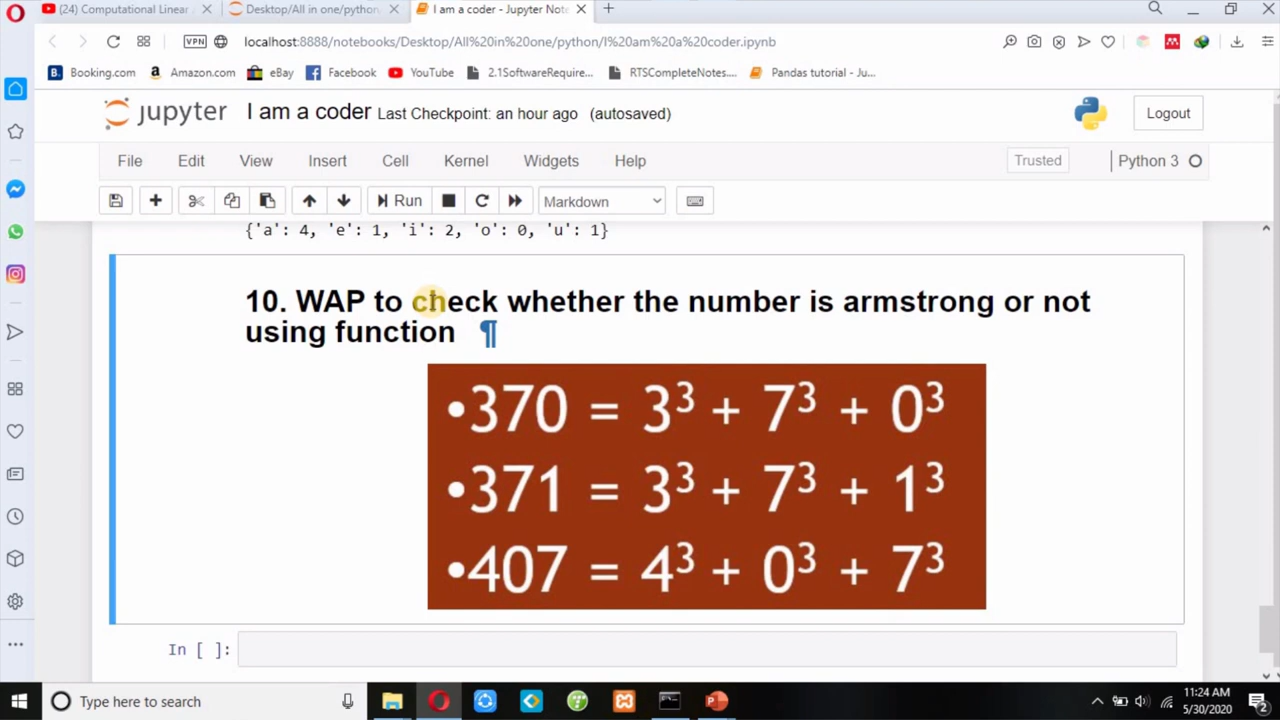 (24) Computational Linear
Desktop/All in one/python
I am a coder - Jupyter Note
VPN
localhost:8888/notebooks/Desktop/All%20in%20one/python/I%20am%20a%20coder.ipynb
B. Booking.com
Amazon.com
eBay
Facebook
YouTube
2.1SoftwareRequire...
RTSCompleteNotes....
Pandas tutorial - Ju...
jupyter
I am a coder Last Checkpoint: an hour ago (autosaved)
Logout
File Edit View Insert Cell Kernel Widgets Help
Trusted
Python 3
Run
Markdown
{'a': 4, 'e': 1, 'i': 2, 'o': 0, 'u': 1}
10. WAP to check whether the number is armstrong or not
using function ¶
•370 = 3³ + 7³ + 0³
•371 = 3³ + 7³ + 1³
•407 = 4³ + 0³ + 7³
In [ ]:
Type here to search
11:24 AM
5/30/2020
2